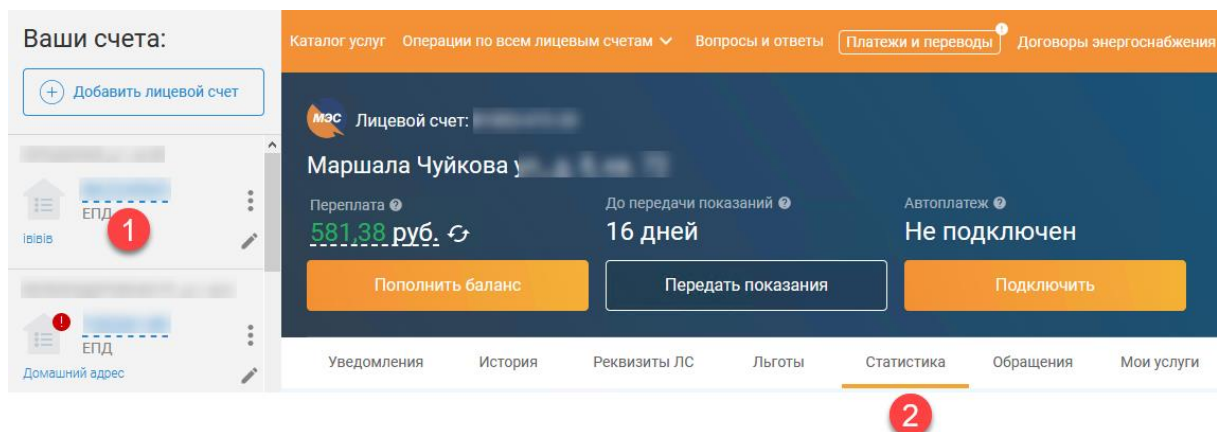 Ваши счета:
Добавить лицевой счет
ЕПД
1
івівів
ЕПД
Домашний адрес
Каталог услуг Операции по всем лицевым счетам Вопросы и ответы Платежи и переводы Договоры энергоснабжения
мэс Лицевой счет:
Маршала Чуйкова
Переплата До передачи показаний Автоплатеж
581,38 руб. 16 дней Не подключен
Пополнить баланс Передать показания Подключить
Уведомления История Реквизиты ЛС Льготы Статистика Обращения Мои услуги
2